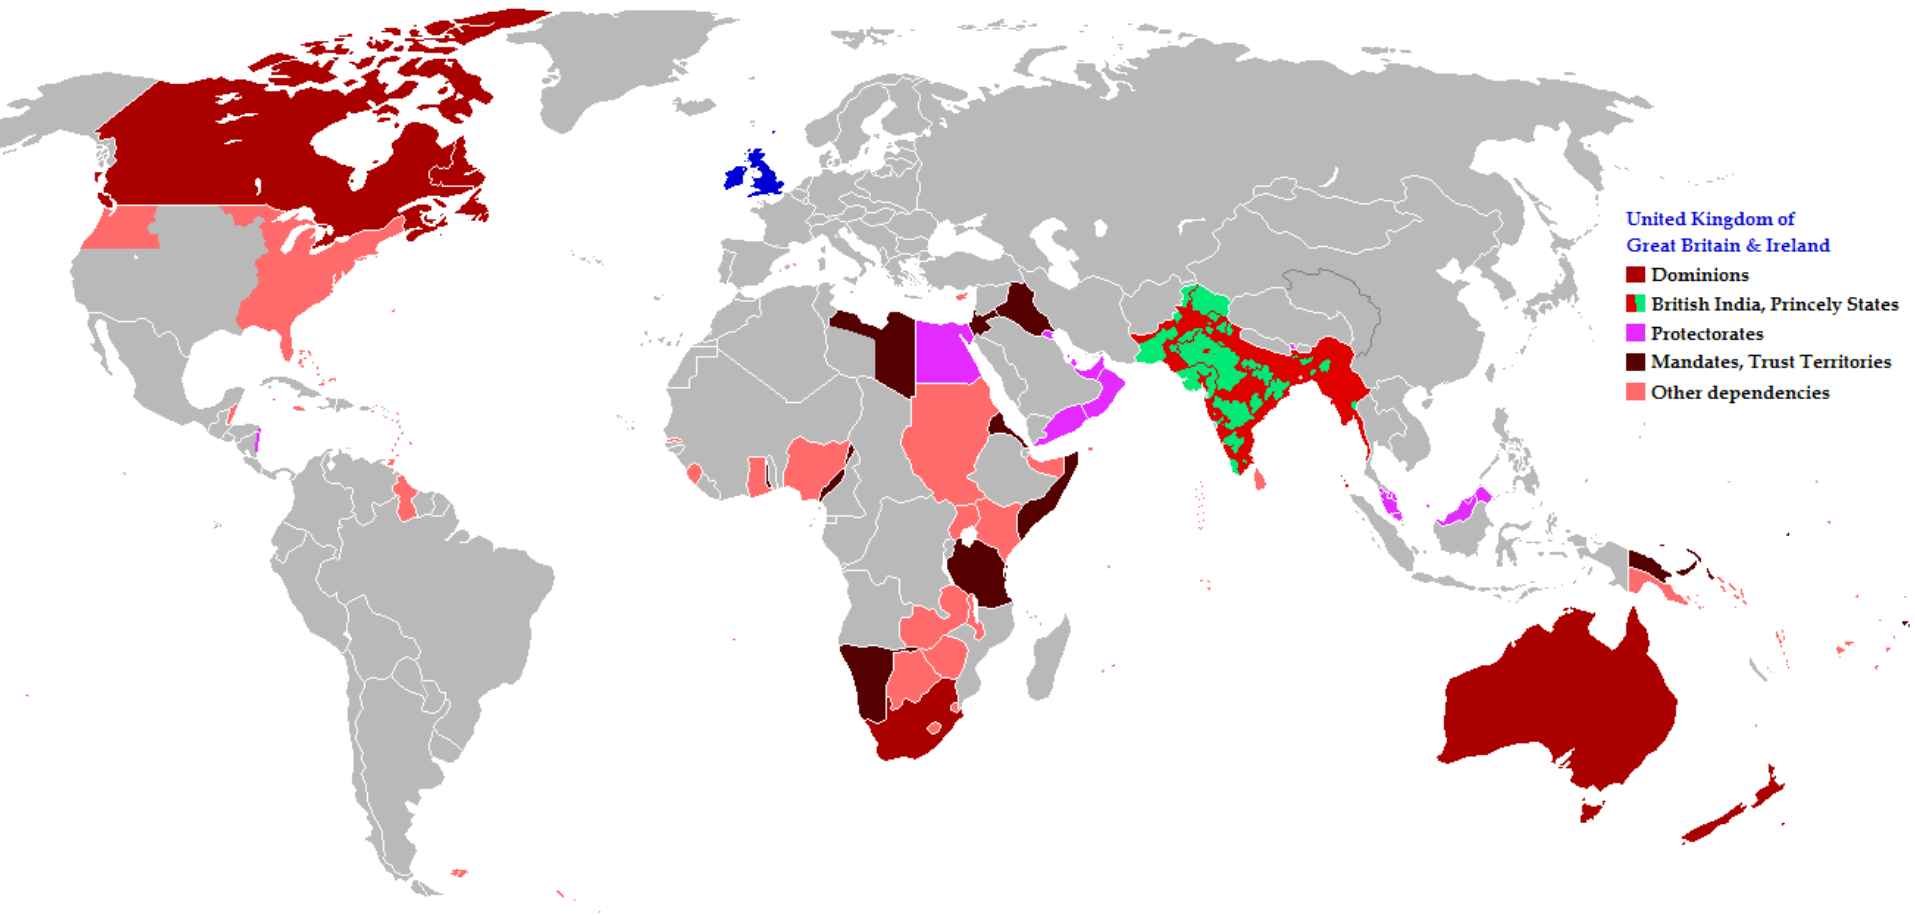 United Kingdom of
Great Britain & Ireland
Dominions
British India, Princely States
Protectorates
Mandates, Trust Territories
Other dependencies